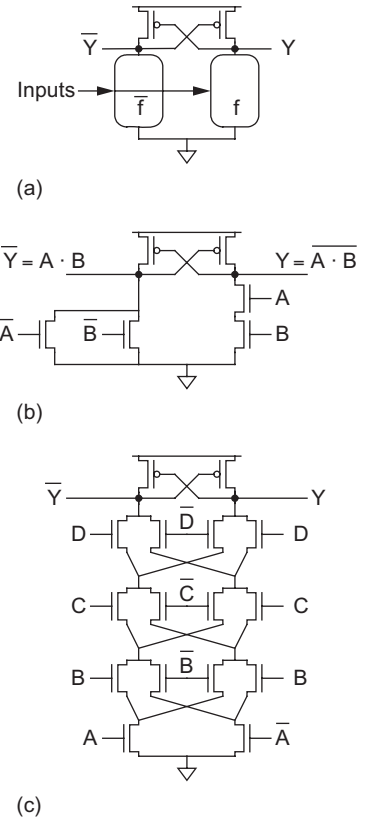 Y̅ Y
Inputs f̅ f
(a)
Y̅ = A · B Y = A̅ ̅·̅ ̅B̅
A
A̅ B̅ B
(b)
Y̅ Y
D D̅ D
C C̅ C
B B̅ B
A A̅
(c)